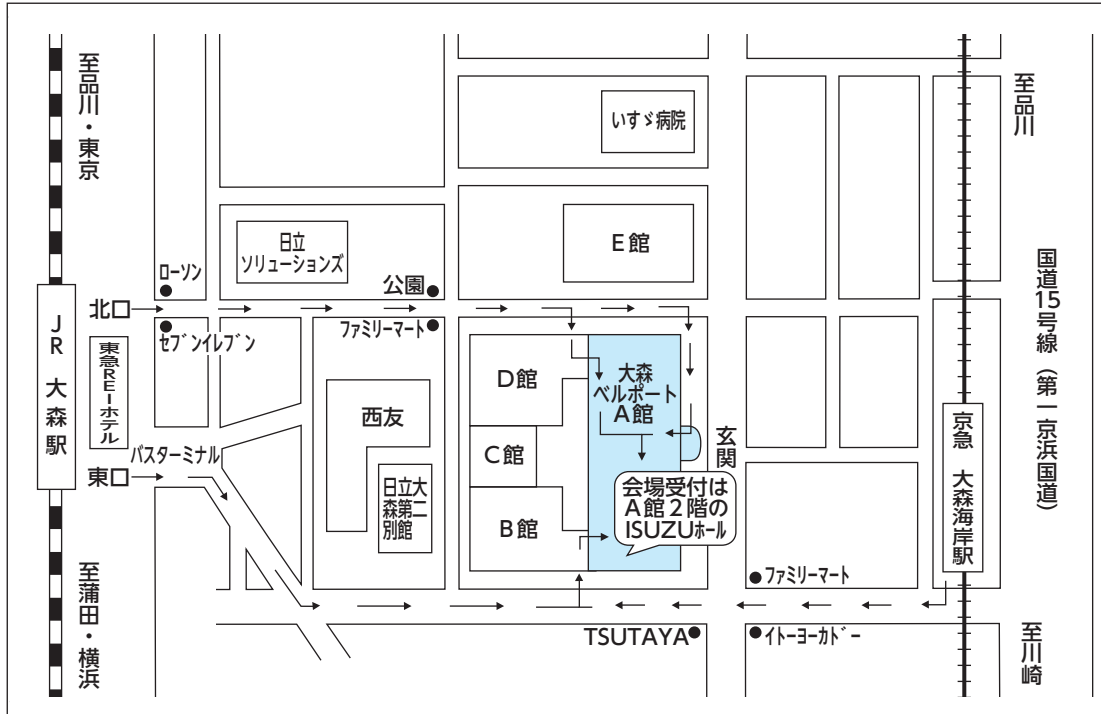 至品川・東京
JR 大森駅
至蒲田・横浜
北口
東急REIホテル
東口
バスターミナル
ローソン
セブンイレブン
日立
ソリューションズ
公園
ファミリーマート
西友
日立大
森第二
別館
いすゞ病院
E館
D館
C館
B館
大森
ベルポート
A館
玄関
会場受付は
A館2階の
ISUZUホール
TSUTAYA
ファミリーマート
イトーヨーカドー
至品川
国道15号線(第一京浜国道)
京急 大森海岸駅
至川崎